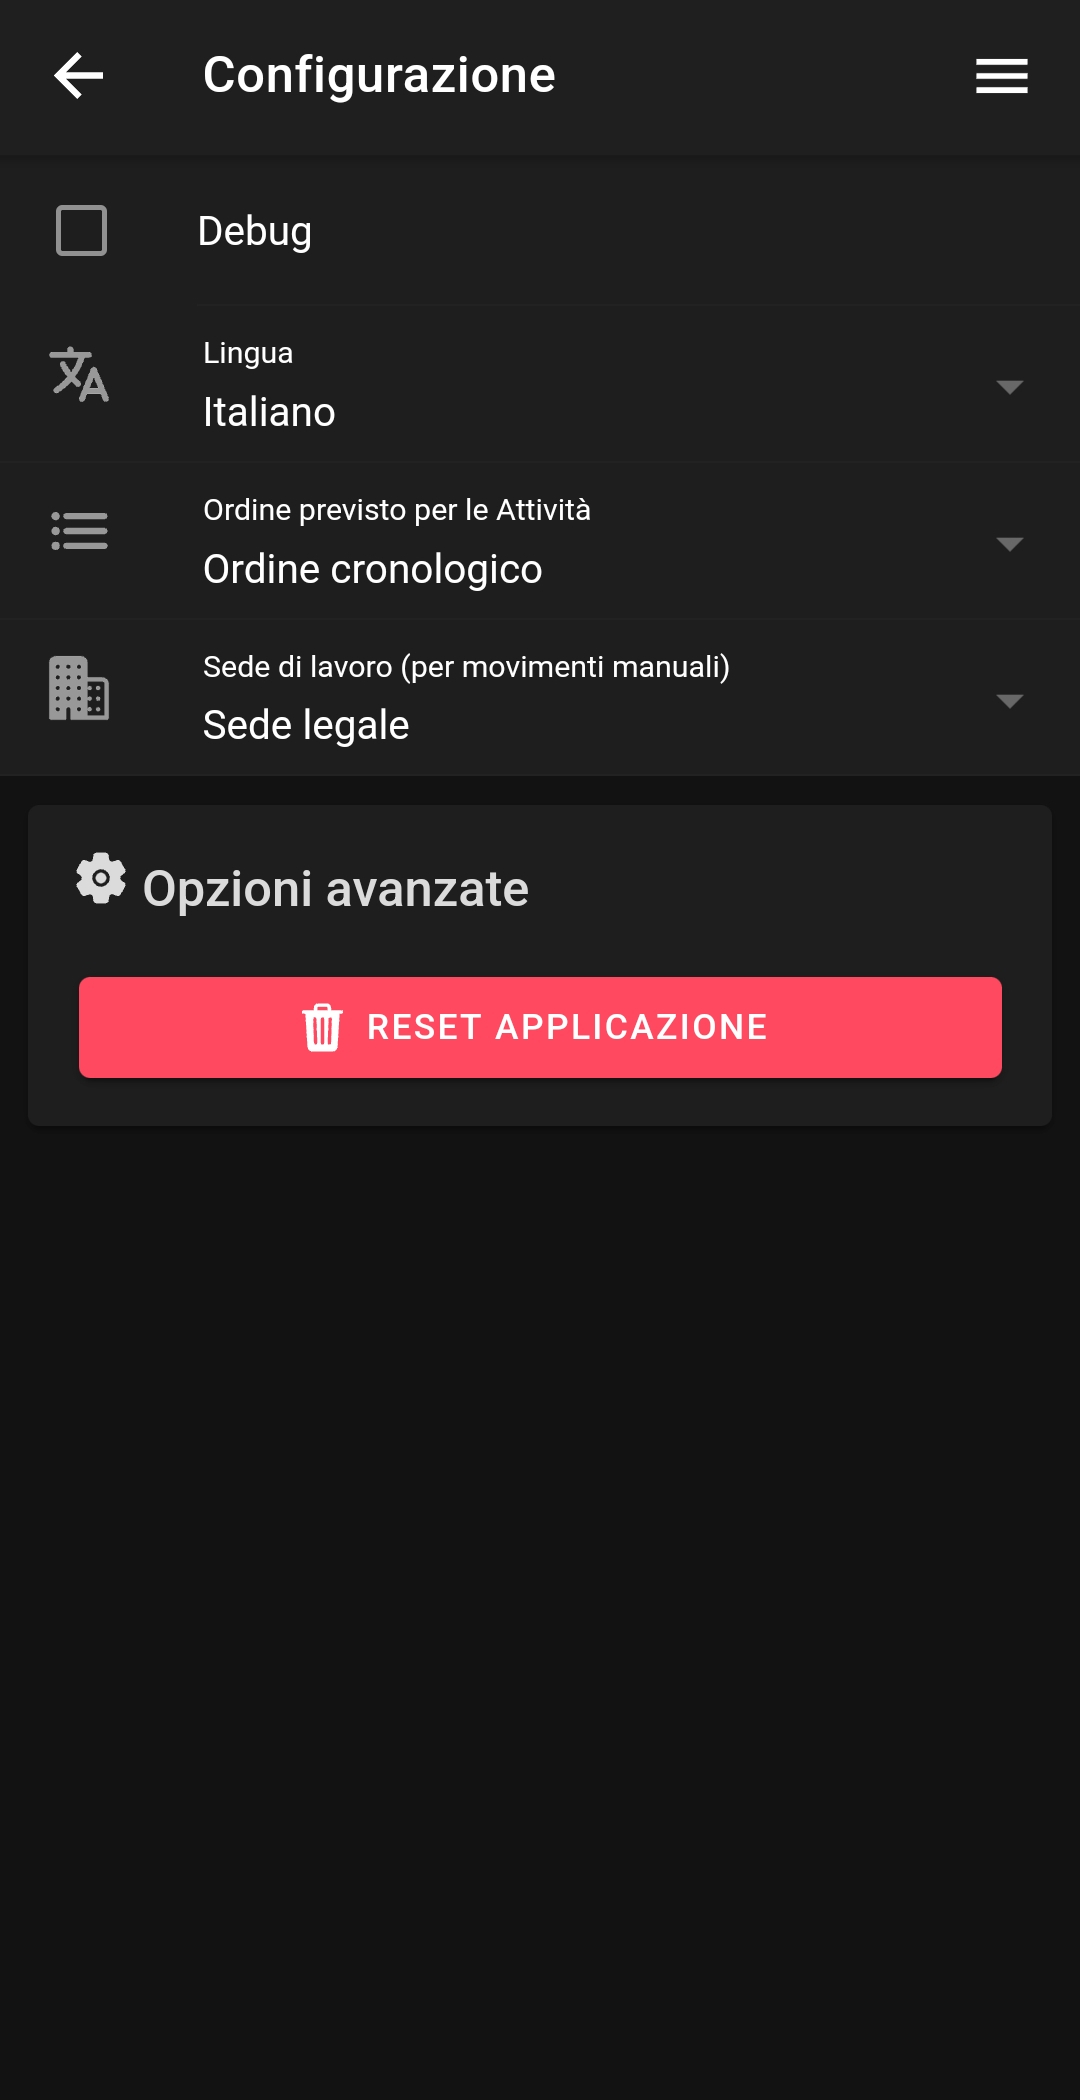 Configurazione
Debug
Lingua
Italiano
Ordine previsto per le Attività
Ordine cronologico
Sede di lavoro (per movimenti manuali)
Sede legale
Opzioni avanzate
RESET APPLICAZIONE